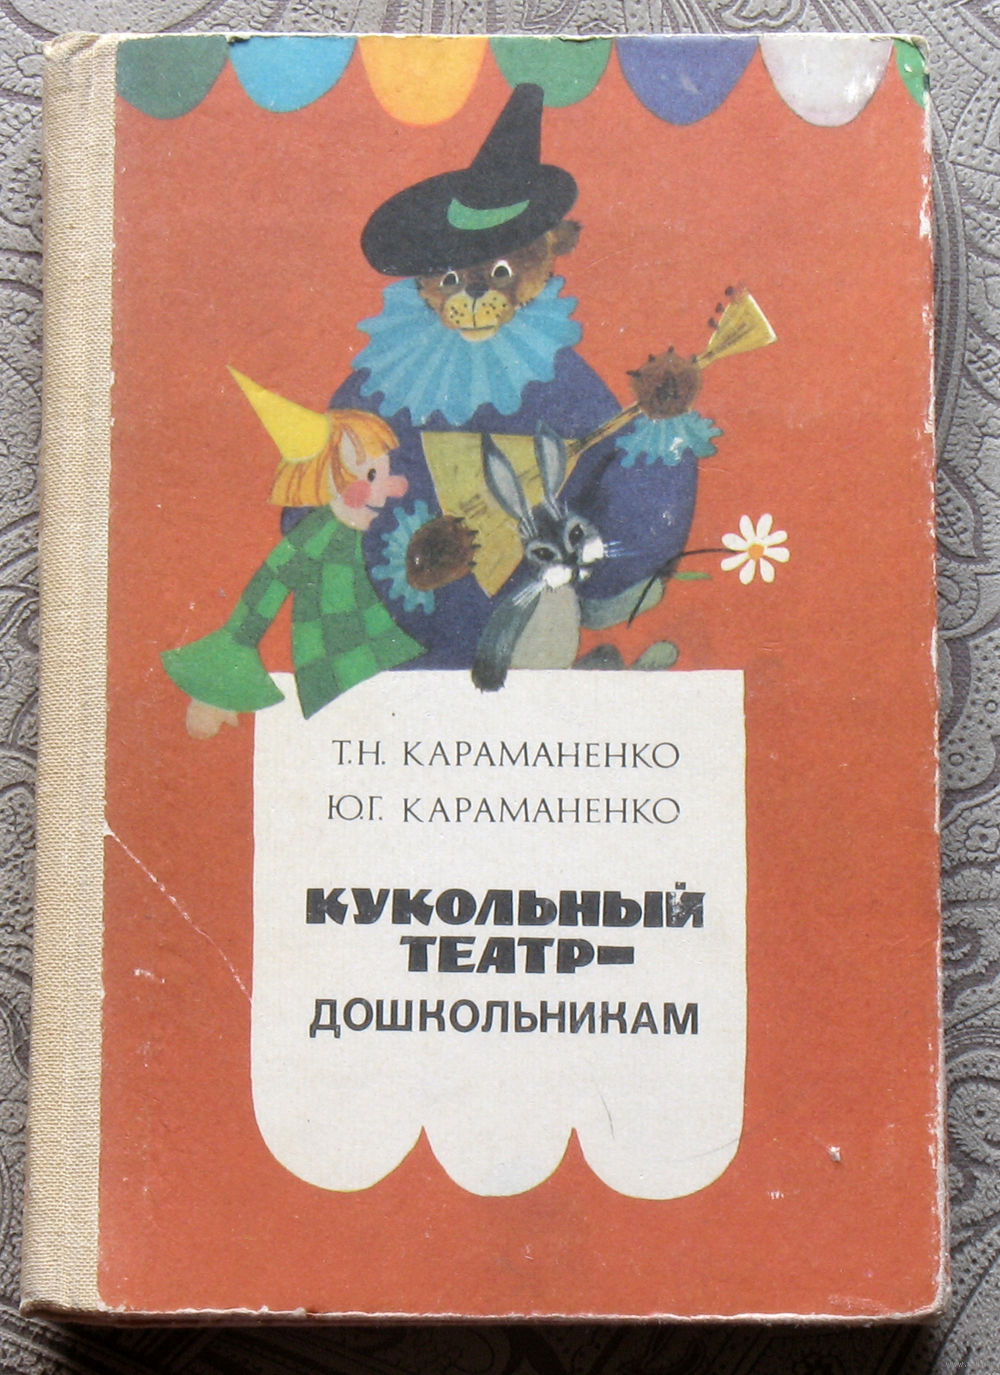 Т.Н. КАРАМАНЕНКО
Ю.Г. КАРАМАНЕНКО
КУКОЛЬНЫЙ
ТЕАТР–
ДОШКОЛЬНИКАМ